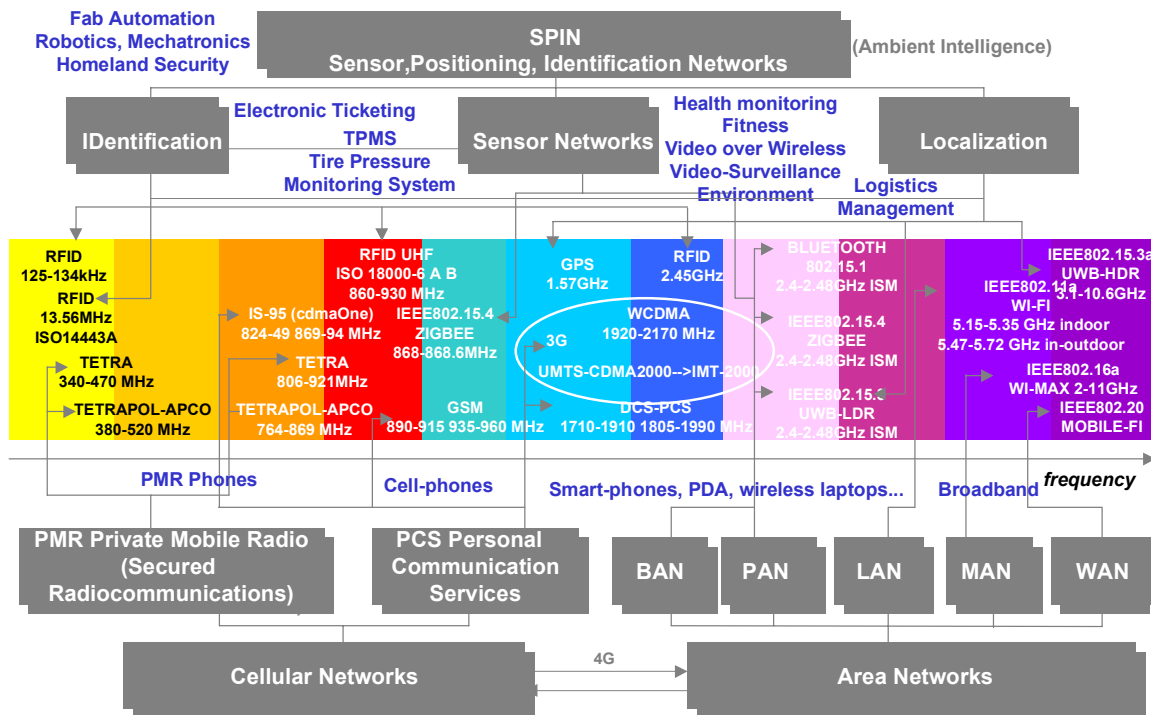 Fab Automation
Robotics, Mechatronics
Homeland Security
SPIN
Sensor,Positioning, Identification Networks
(Ambient Intelligence)
IDentification
Electronic Ticketing
TPMS
Tire Pressure
Monitoring System
Sensor Networks
Health monitoring
Fitness
Video over Wireless
Video-Surveillance
Environment
Localization
Logistics
Management
RFID
125-134kHz
RFID
13.56MHz
ISO14443A
TETRA
340-470 MHz
TETRAPOL-APCO
380-520 MHz
RFID UHF
ISO 18000-6 A B
860-930 MHz
IS-95 (cdmaOne)
824-49 869-94 MHz
TETRA
806-921MHz
TETRAPOL-APCO
764-869 MHz
IEEE802.15.4
ZIGBEE
868-868.6MHz
GSM
890-915 935-960 MHz
GPS
1.57GHz
RFID
2.45GHz
WCDMA
1920-2170 MHz
3G
UMTS-CDMA2000-->IMT-2000
DCS-PCS
1710-1910 1805-1990 MHz
BLUETOOTH
802.15.1
2.4-2.48GHz ISM
IEEE802.15.4
ZIGBEE
2.4-2.48GHz ISM
IEEE802.15.3
UWB-LDR
2.4-2.48GHz ISM
IEEE802.15.3a
UWB-HDR
3.1-10.6GHz
IEEE802.11a
WI-FI
5.15-5.35 GHz indoor
5.47-5.72 GHz in-outdoor
IEEE802.16a
WI-MAX 2-11GHz
IEEE802.20
MOBILE-FI
PMR Phones
Cell-phones
Smart-phones, PDA, wireless laptops...
Broadband
frequency
PMR Private Mobile Radio
(Secured
Radiocommunications)
PCS Personal
Communication
Services
BAN
PAN
LAN
MAN
WAN
Cellular Networks
4G
Area Networks